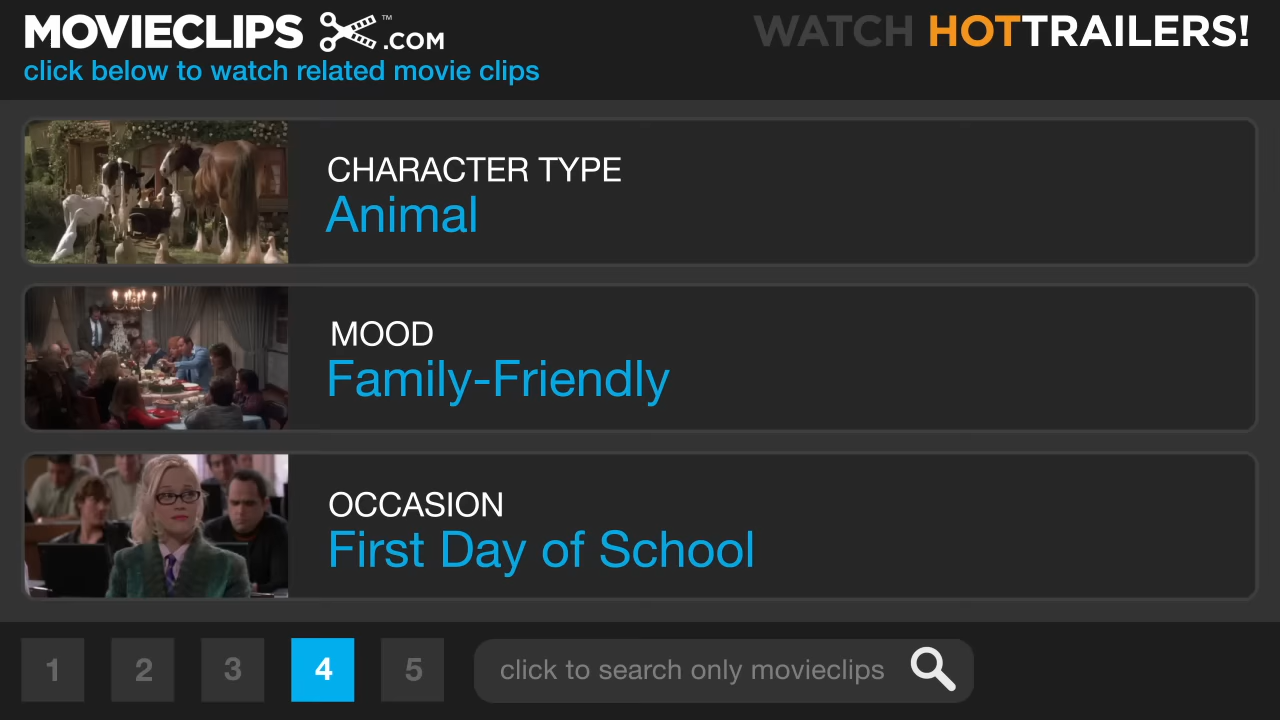 MOVIECLIPS ™ .COM
WATCH HOTTRAILERS!
click below to watch related movie clips
CHARACTER TYPE
Animal
MOOD
Family-Friendly
OCCASION
First Day of School
1 2 3 4 5 click to search only movieclips